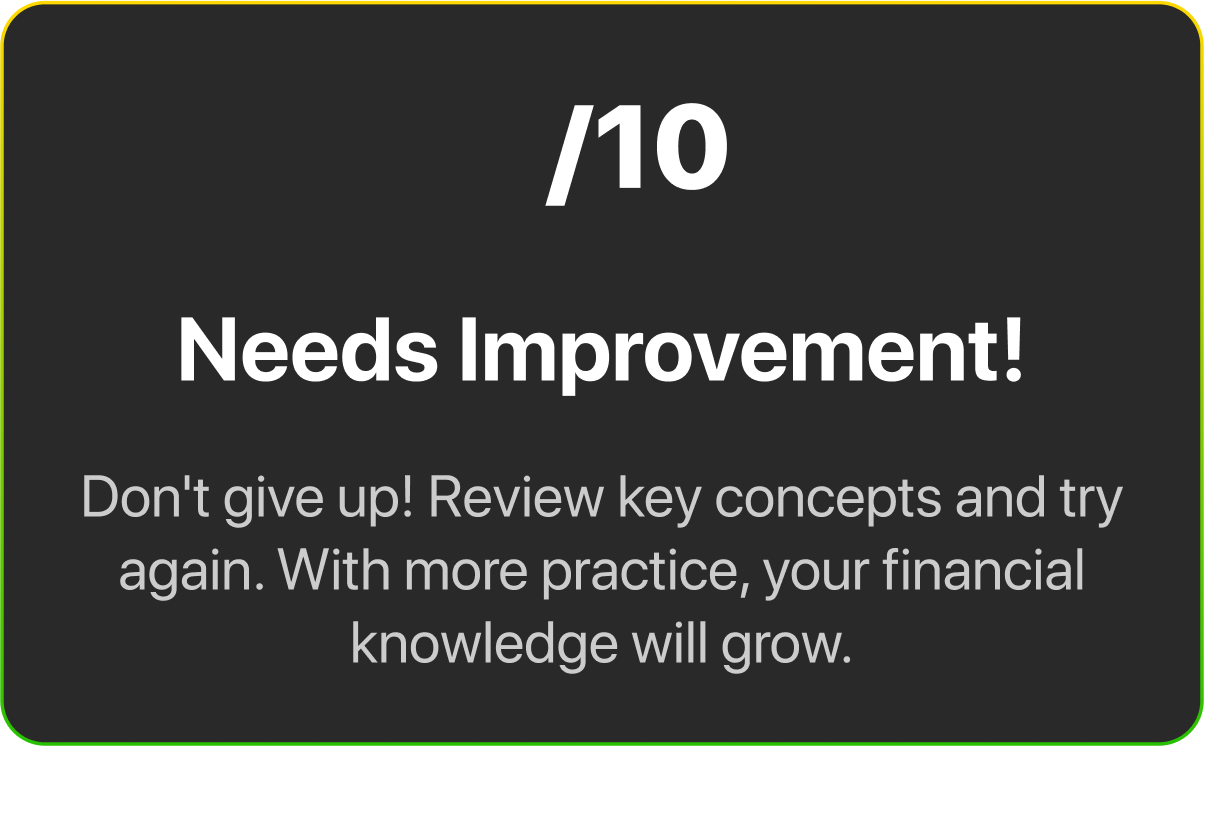 /10
Needs Improvement!
Don't give up! Review key concepts and try
again. With more practice, your financial
knowledge will grow.